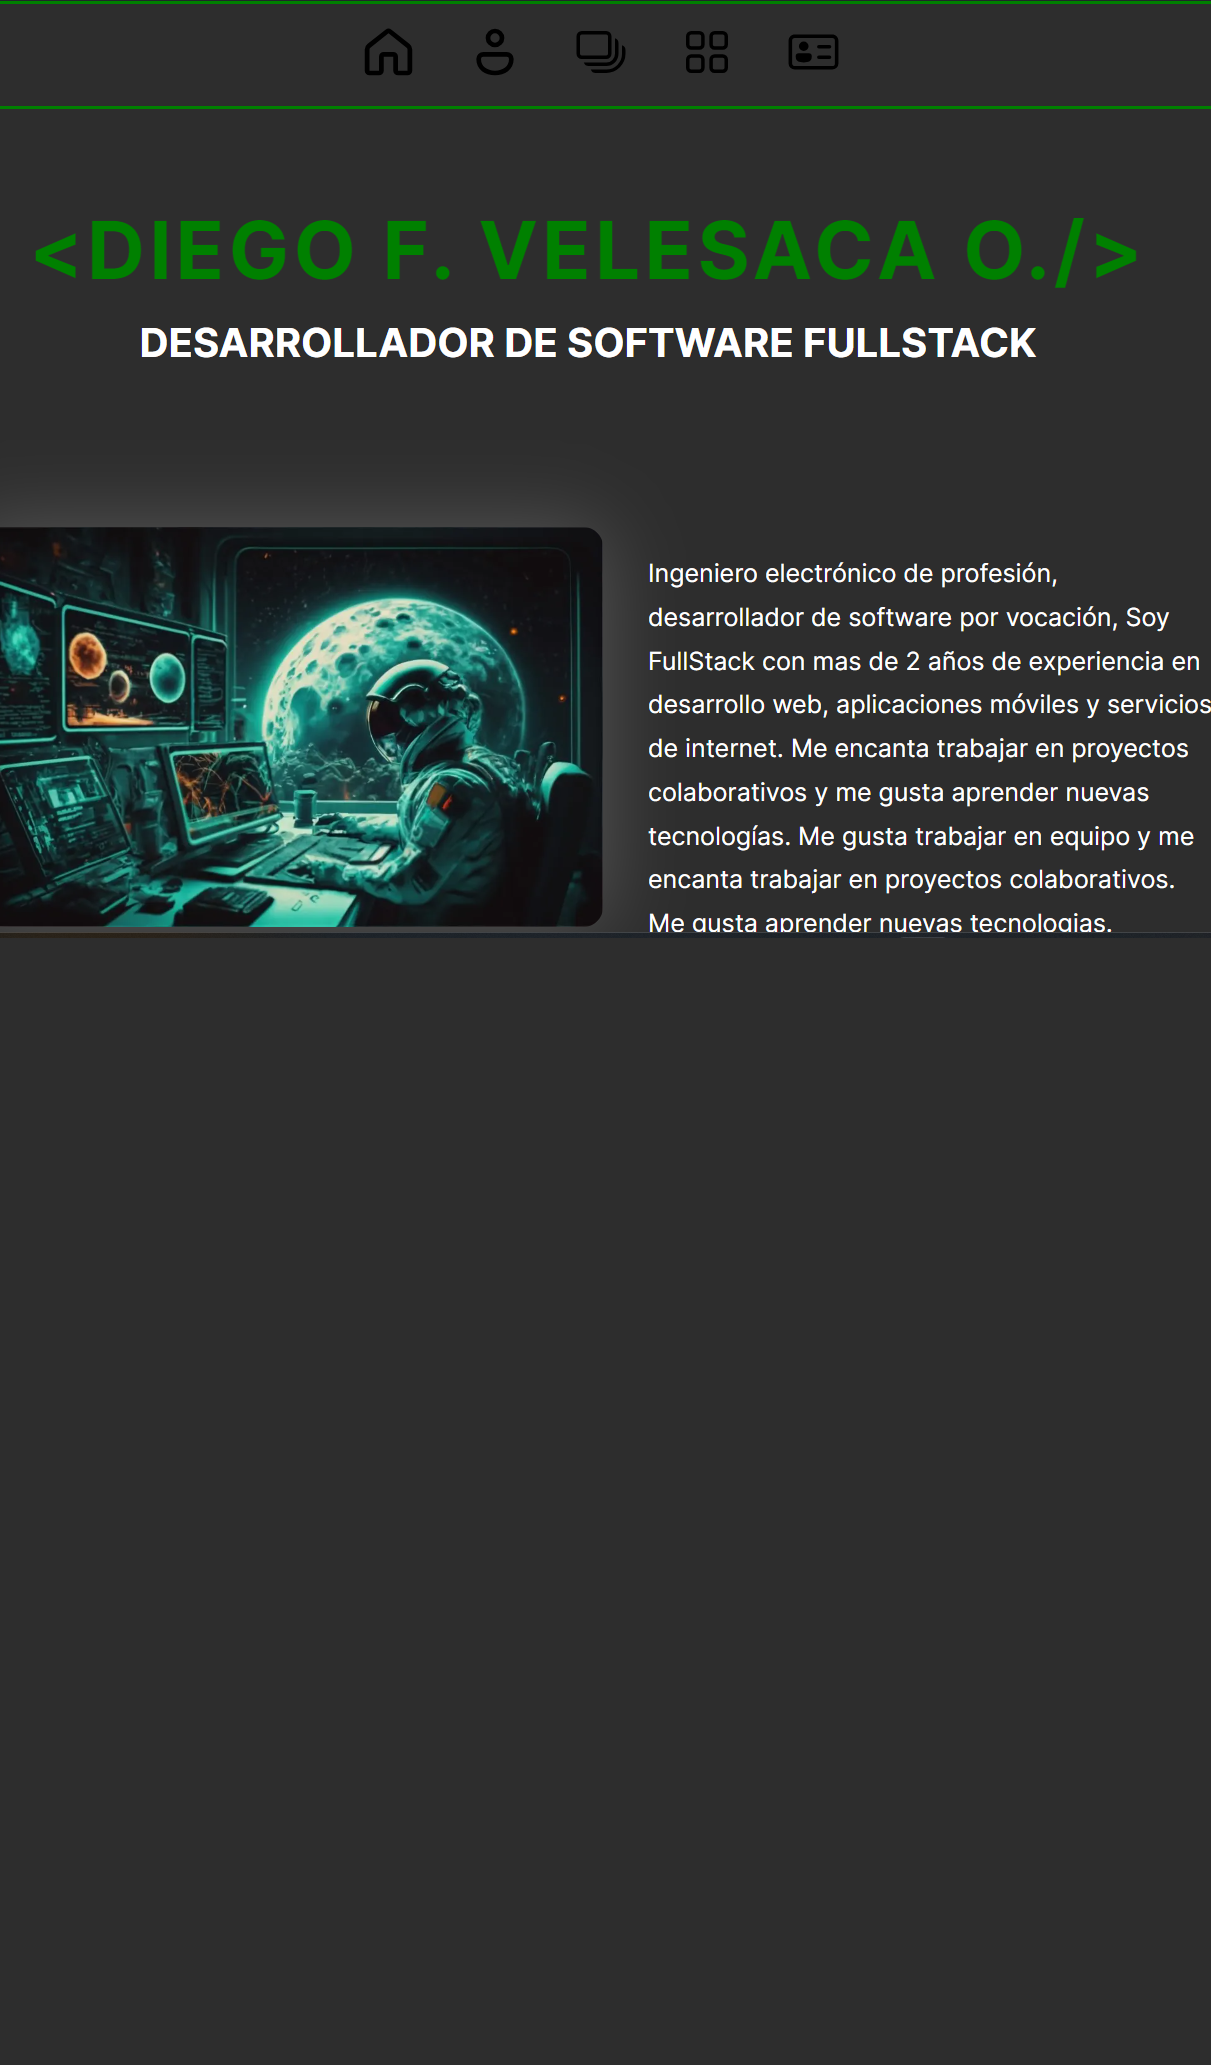 <DIEGO F. VELESACA O./>
DESARROLLADOR DE SOFTWARE FULLSTACK
Ingeniero electrónico de profesión,
desarrollador de software por vocación, Soy
FullStack con mas de 2 años de experiencia en
desarrollo web, aplicaciones móviles y servicios
de internet. Me encanta trabajar en proyectos
colaborativos y me gusta aprender nuevas
tecnologías. Me gusta trabajar en equipo y me
encanta trabajar en proyectos colaborativos.
Me gusta aprender nuevas tecnologias.